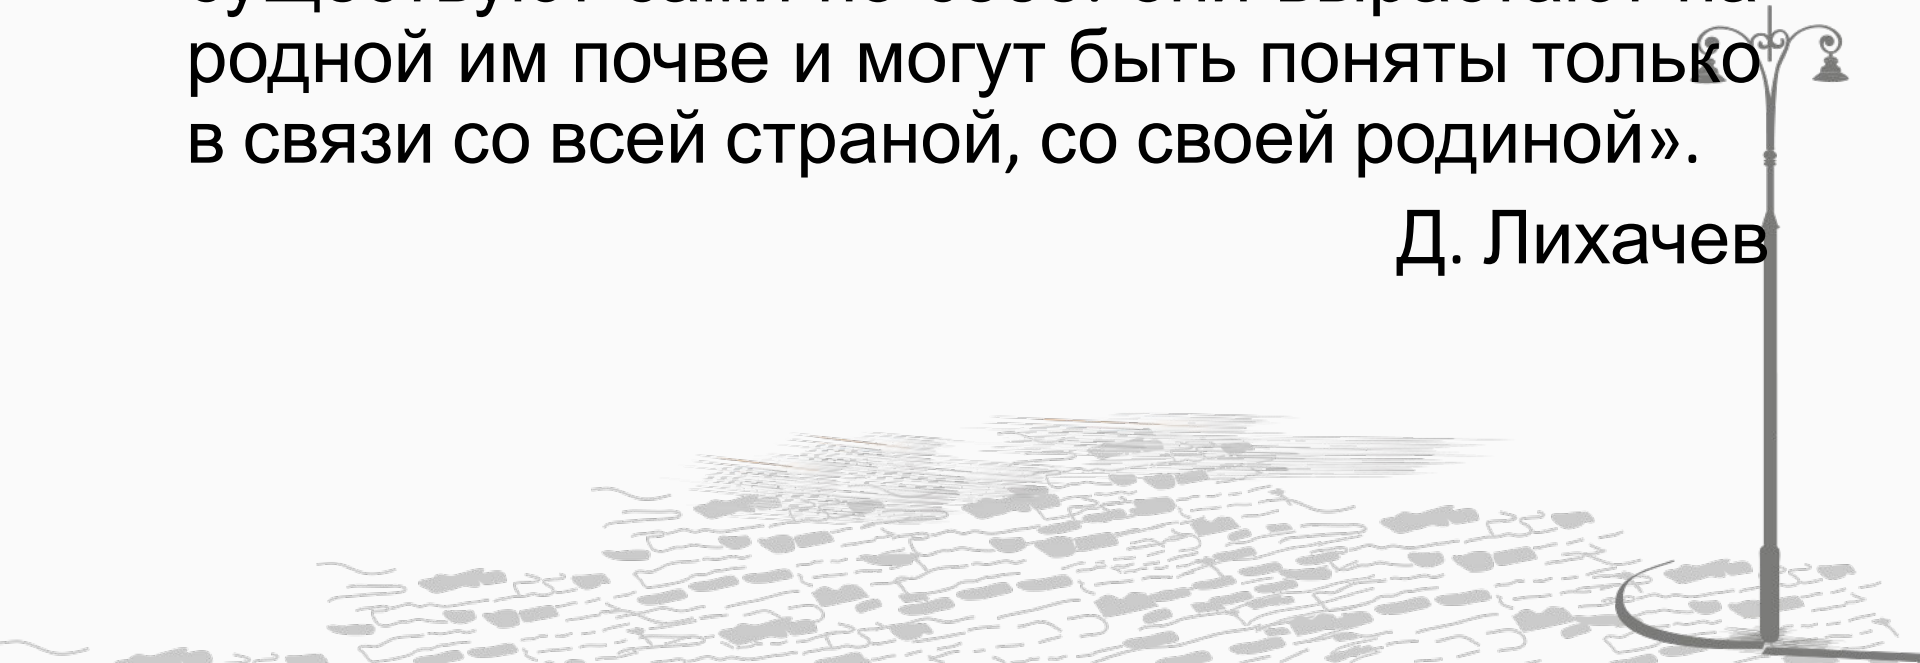 родной им почве и могут быть поняты только
в связи со всей страной, со своей родиной».
Д. Лихачев